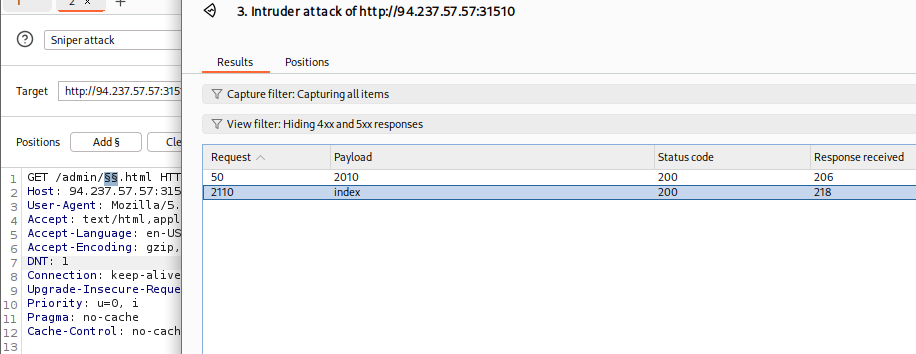 1
2 × +
3. Intruder attack of http://94.237.57.57:31510
Sniper attack
Results Positions
Target http://94.237.57.57:315
Capture filter: Capturing all items
View filter: Hiding 4xx and 5xx responses
Positions Add § Cle
Request Payload Status code Response received
50 2010 200 206
2110 index 200 218
1 GET /admin/§§.html HTT
2 Host: 94.237.57.57:315
3 User-Agent: Mozilla/5.
4 Accept: text/html,appl
5 Accept-Language: en-US
6 Accept-Encoding: gzip,
7 DNT: 1
8 Connection: keep-alive
9 Upgrade-Insecure-Reque
10 Priority: u=0, i
11 Pragma: no-cache
12 Cache-Control: no-cach
13